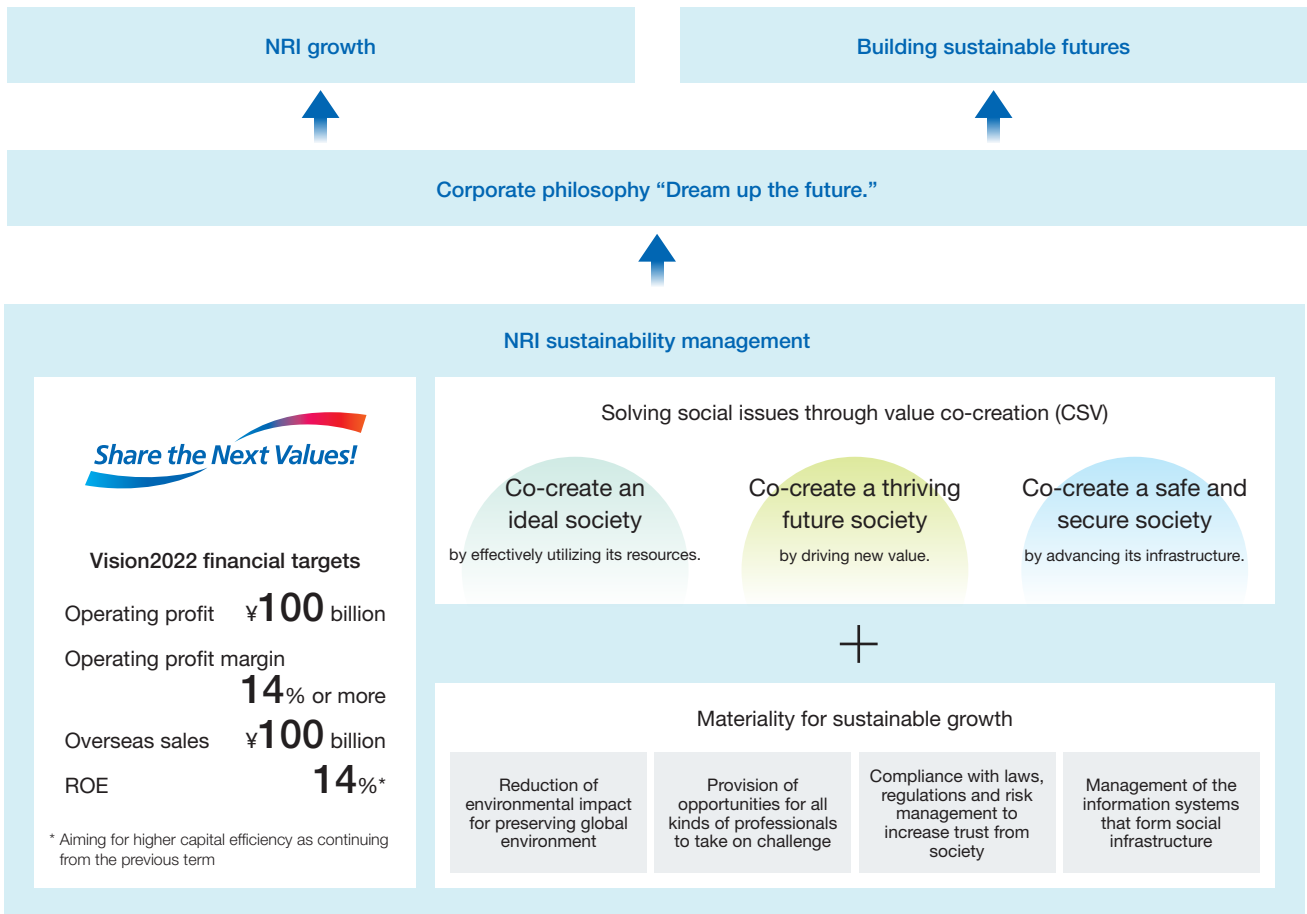 NRI growth
Building sustainable futures
Corporate philosophy “Dream up the future.”
NRI sustainability management
Share the Next Values!
Vision2022 financial targets
Operating profit ¥100 billion
Operating profit margin
14% or more
Overseas sales ¥100 billion
ROE 14%*
* Aiming for higher capital efficiency as continuing
from the previous term
Solving social issues through value co-creation (CSV)
Co-create an
ideal society
by effectively utilizing its resources.
Co-create a thriving
future society
by driving new value.
Co-create a safe and
secure society
by advancing its infrastructure.
+
Materiality for sustainable growth
Reduction of
environmental impact
for preserving global
environment
Provision of
opportunities for all
kinds of professionals
to take on challenge
Compliance with laws,
regulations and risk
management to
increase trust from
society
Management of the
information systems
that form social
infrastructure